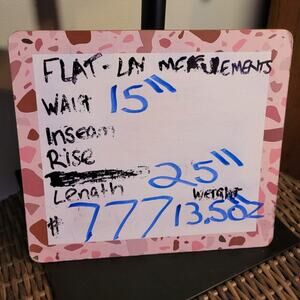 FLAT-LAY MEASUREMENTS
WAIST 15"
Inseam
Rise
25"
Length Weight
# 777 13.5oz